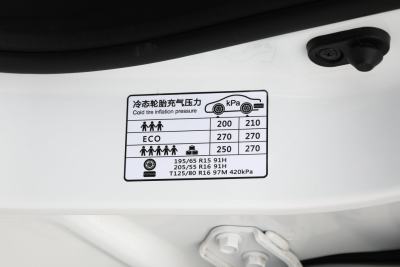 冷态轮胎充气压力
Cold tire inflation pressure
kPa
200 210
ECO 270 270
250 270
195/65 R15 91H
205/55 R16 91H
T125/80 R16 97M 420kPa